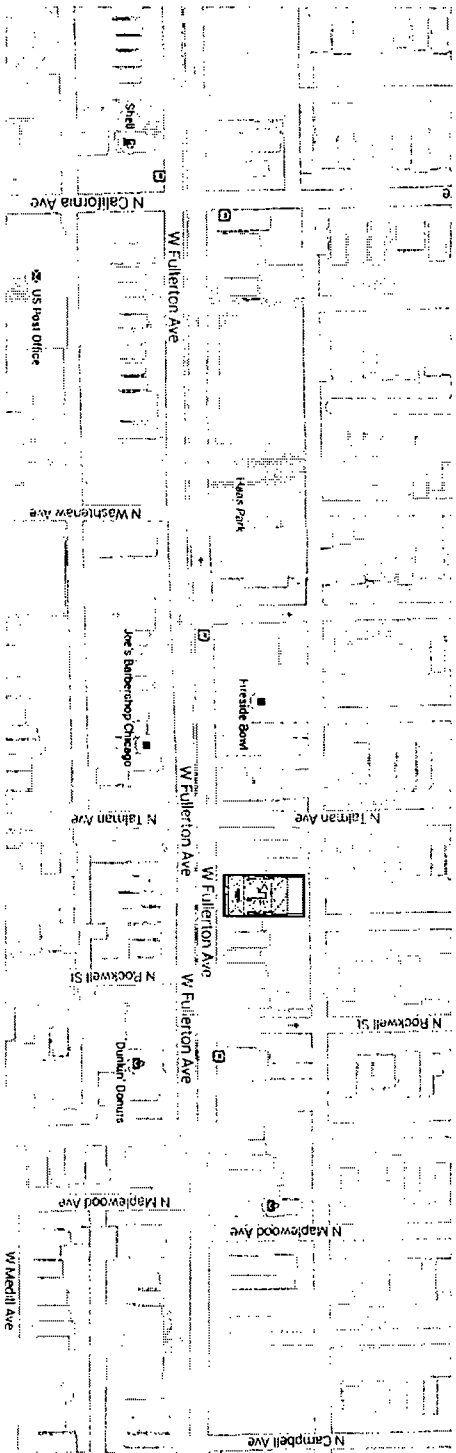 Shell
N California Ave
e
US Post Office
W Fullerton Ave
Haas Park
N Washtenaw Ave
Joe's Barbershop Chicago
Fireside Bowl
N Talman Ave
N Talman Ave
W Fullerton Ave
W Fullerton Ave
N Rockwell St
W Fullerton Ave
N Rockwell St
Dunkin' Donuts
N Maplewood Ave
N Maplewood Ave
W Medill Ave
N Campbell Ave